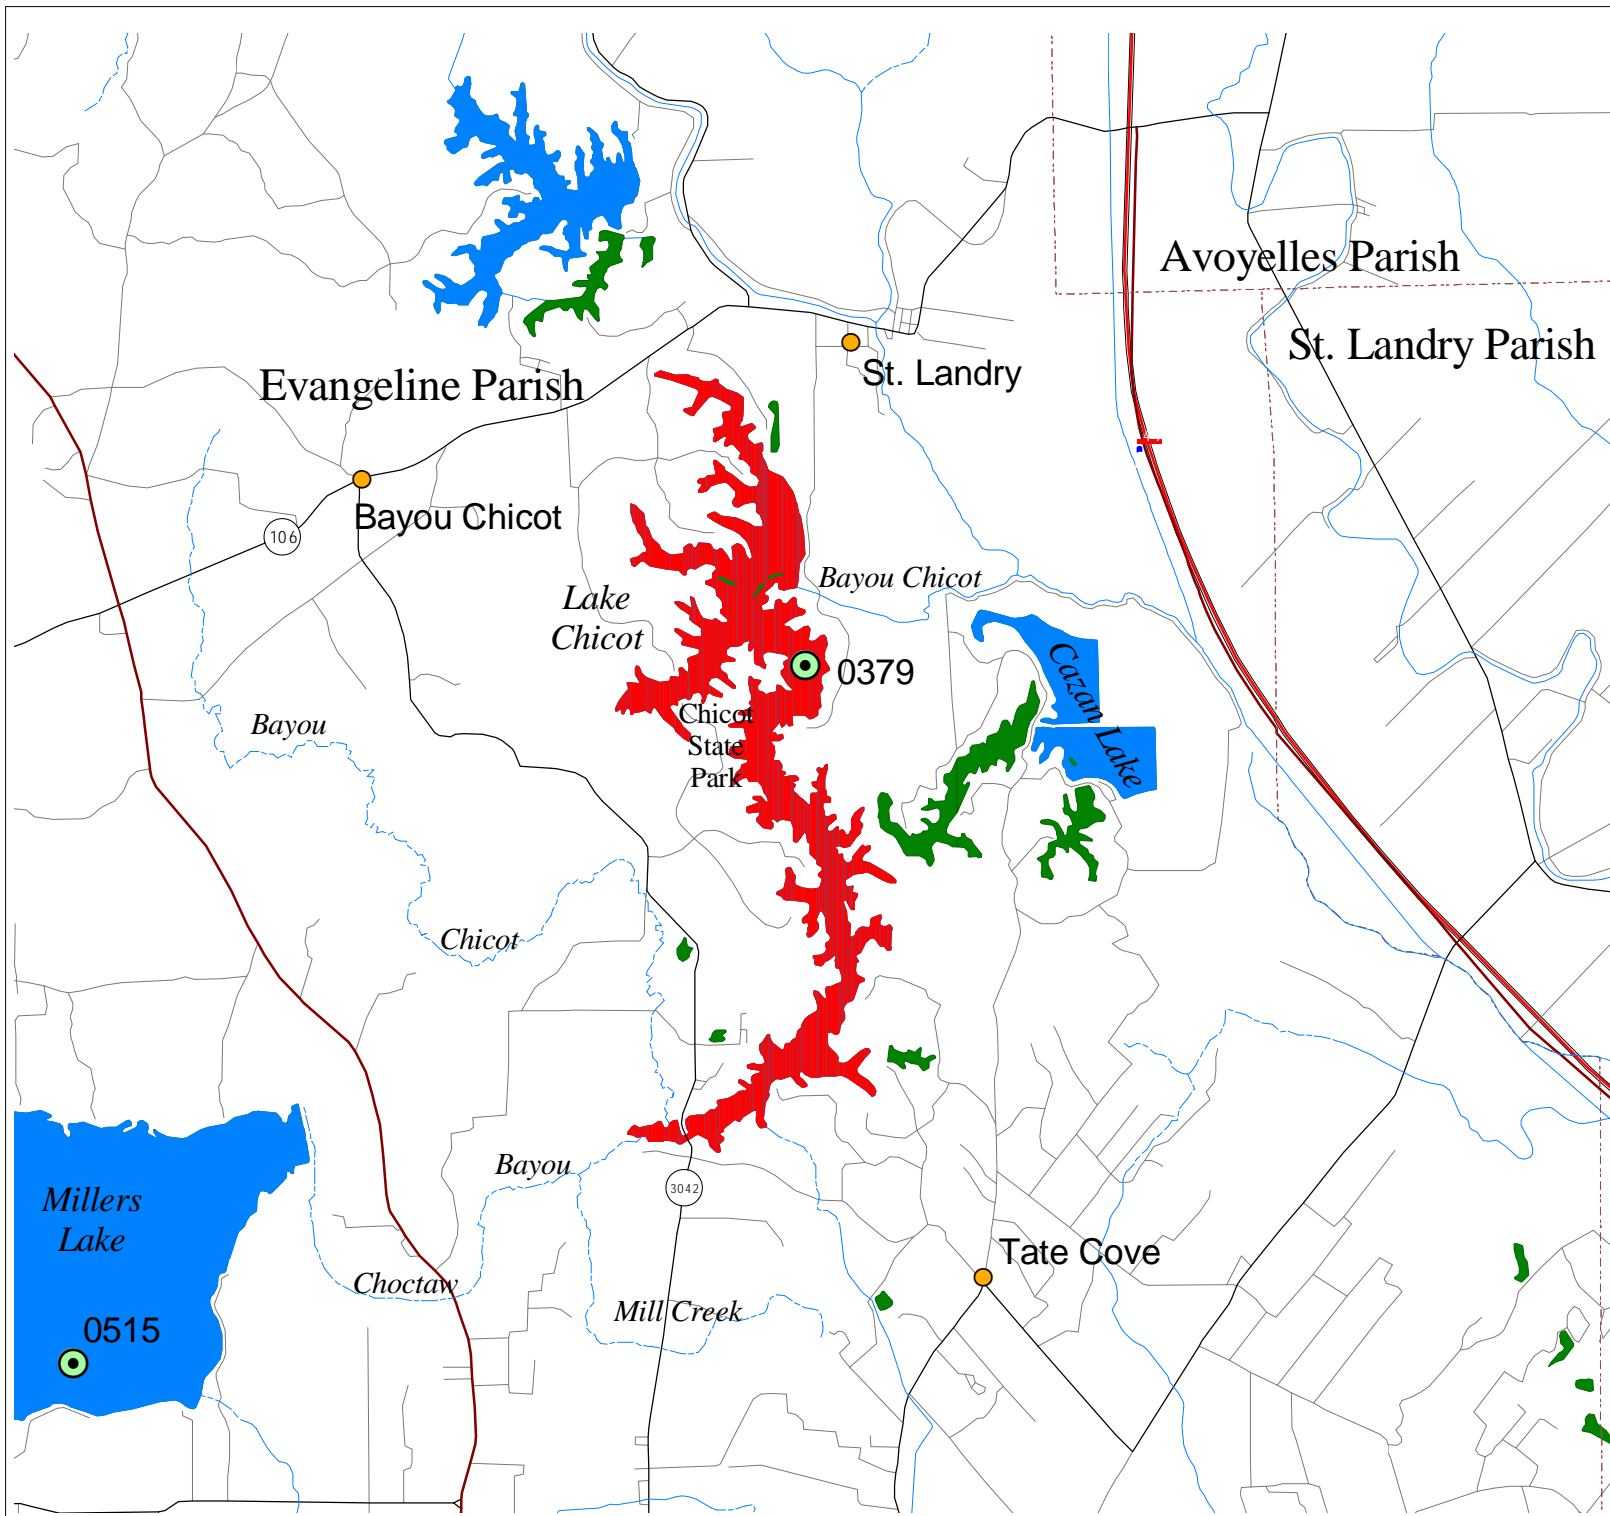 Avoyelles Parish
St. Landry Parish
St. Landry
Evangeline Parish
Bayou Chicot
106
Bayou Chicot
Lake
Chicot
0379
Cazan Lake
Chicot
State
Park
Bayou
Chicot
Bayou
3042
Millers
Lake
Tate Cove
Choctaw
Mill Creek
0515